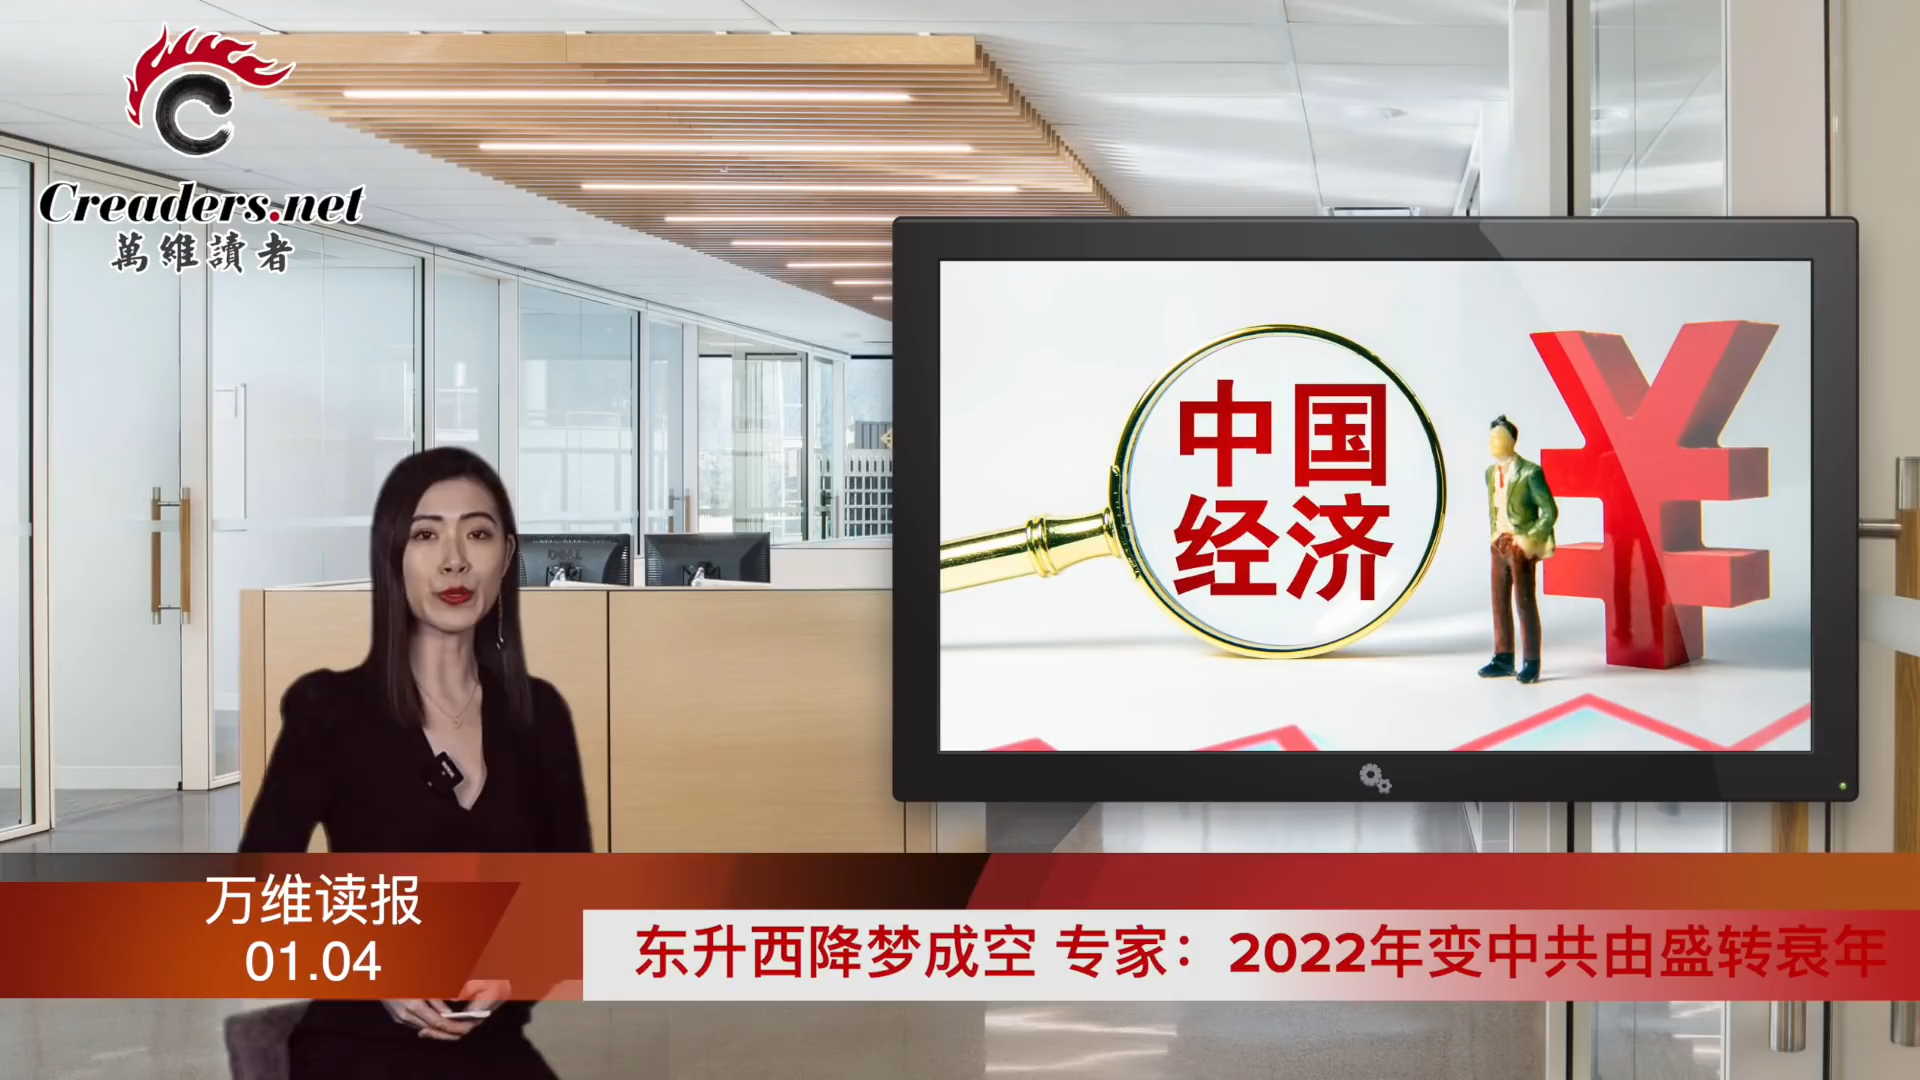 Creaders.net
萬維讀者
中国
经济
DELL
万维读报
01.04
东升西降梦成空 专家：2022年变中共由盛转衰年